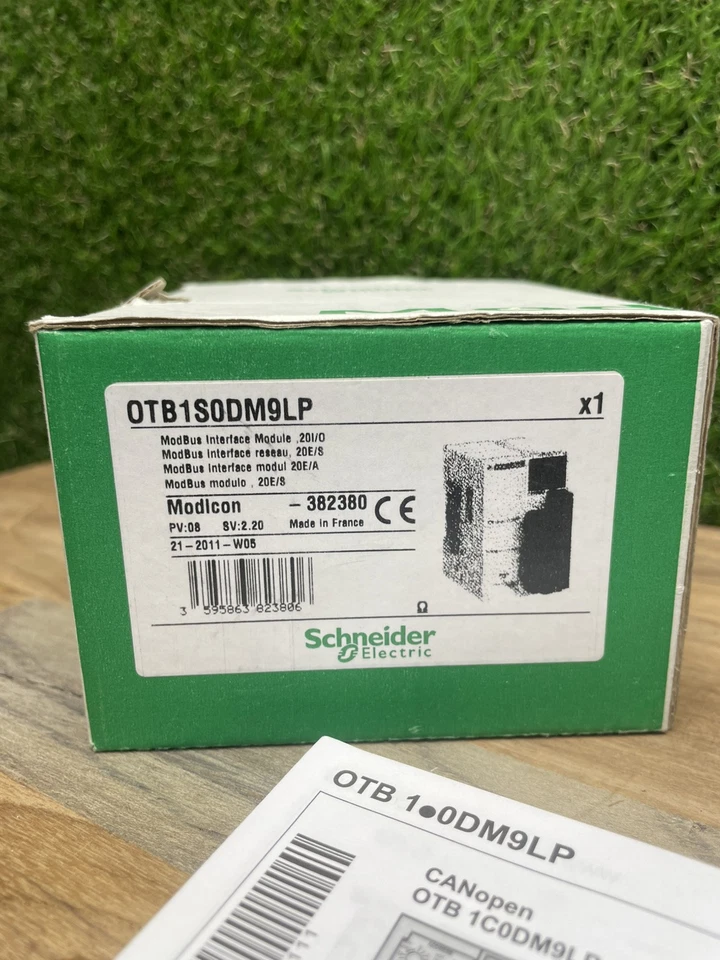 OTB1S0DM9LP x1
ModBus Interface Module ,20I/O
ModBus Interface reseau, 20E/S
ModBus Interface modul 20E/A
ModBus modulo , 20E/S
Modicon - 382380 CE
PV:08 SV:2.20 Made in France
21-2011-W05
3 595863 823806
Ω
Schneider
Electric
OTB 1●0DM9LP
CANopen
OTB 1C0DM9LP